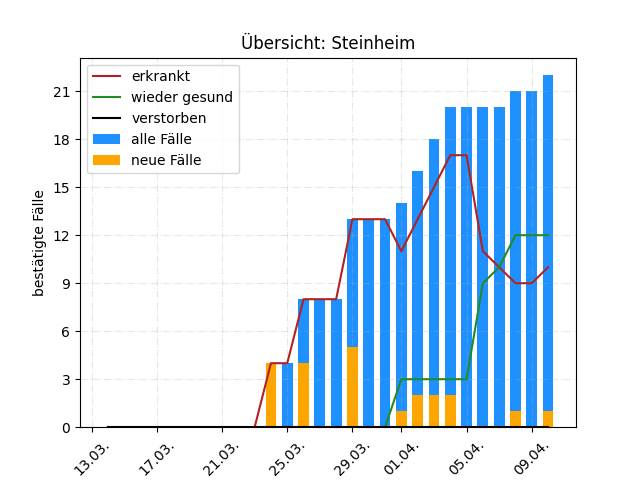 Übersicht: Steinheim
erkrankt
wieder gesund
verstorben
alle Fälle
neue Fälle
bestätigte Fälle
21
18
15
12
9
6
3
0
13.03.
17.03.
21.03.
25.03.
29.03.
01.04.
05.04.
09.04.